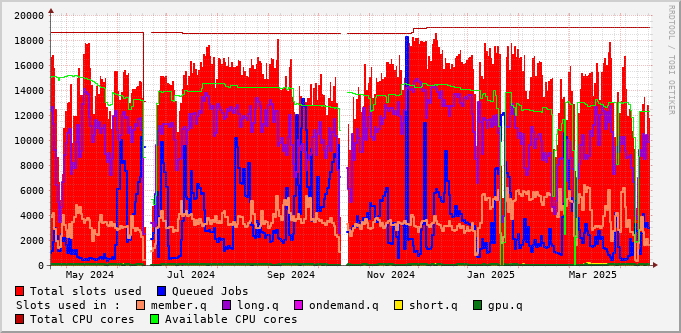 20000
18000
16000
14000
12000
10000
8000
6000
4000
2000
0
May 2024 Jul 2024 Sep 2024 Nov 2024 Jan 2025 Mar 2025
RRDTOOL / TOBI OETIKER
Total slots used Queued Jobs
Slots used in : member.q long.q ondemand.q short.q gpu.q
Total CPU cores Available CPU cores